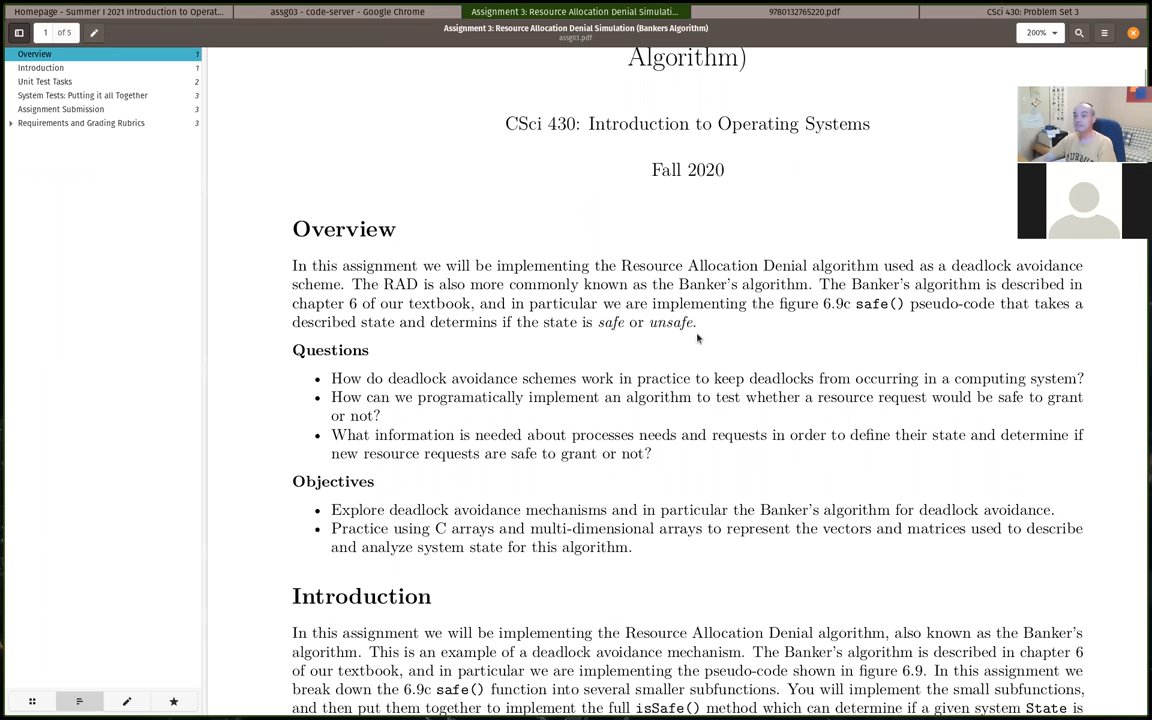 Homepage - Summer I 2021 Introduction to Operat...
assg03 - code-server - Google Chrome
Assignment 3: Resource Allocation Denial Simulati...
9780132765220.pdf
CSci 430: Problem Set 3
1 of 5
Assignment 3: Resource Allocation Denial Simulation (Bankers Algorithm)
assg03.pdf
200%
Overview 1
Introduction 1
Unit Test Tasks 2
System Tests: Putting it all Together 3
Assignment Submission 3
Requirements and Grading Rubrics 3
Algorithm)
CSci 430: Introduction to Operating Systems
Fall 2020
Overview
In this assignment we will be implementing the Resource Allocation Denial algorithm used as a deadlock avoidance
scheme. The RAD is also more commonly known as the Banker's algorithm. The Banker's algorithm is described in
chapter 6 of our textbook, and in particular we are implementing the figure 6.9c safe() pseudo-code that takes a
described state and determins if the state is safe or unsafe.
Questions
• How do deadlock avoidance schemes work in practice to keep deadlocks from occurring in a computing system?
• How can we programatically implement an algorithm to test whether a resource request would be safe to grant
or not?
• What information is needed about processes needs and requests in order to define their state and determine if
new resource requests are safe to grant or not?
Objectives
• Explore deadlock avoidance mechanisms and in particular the Banker's algorithm for deadlock avoidance.
• Practice using C arrays and multi-dimensional arrays to represent the vectors and matrices used to describe
and analyze system state for this algorithm.
Introduction
In this assignment we will be implementing the Resource Allocation Denial algorithm, also known as the Banker's
algorithm. This is an example of a deadlock avoidance mechanism. The Banker's algorithm is described in chapter 6
of our textbook, and in particular we are implementing the pseudo-code shown in figure 6.9. In this assignment we
break down the 6.9c safe() function into several smaller subfunctions. You will implement the small subfunctions,
and then put them together to implement the full isSafe() method which can determine if a given system State is